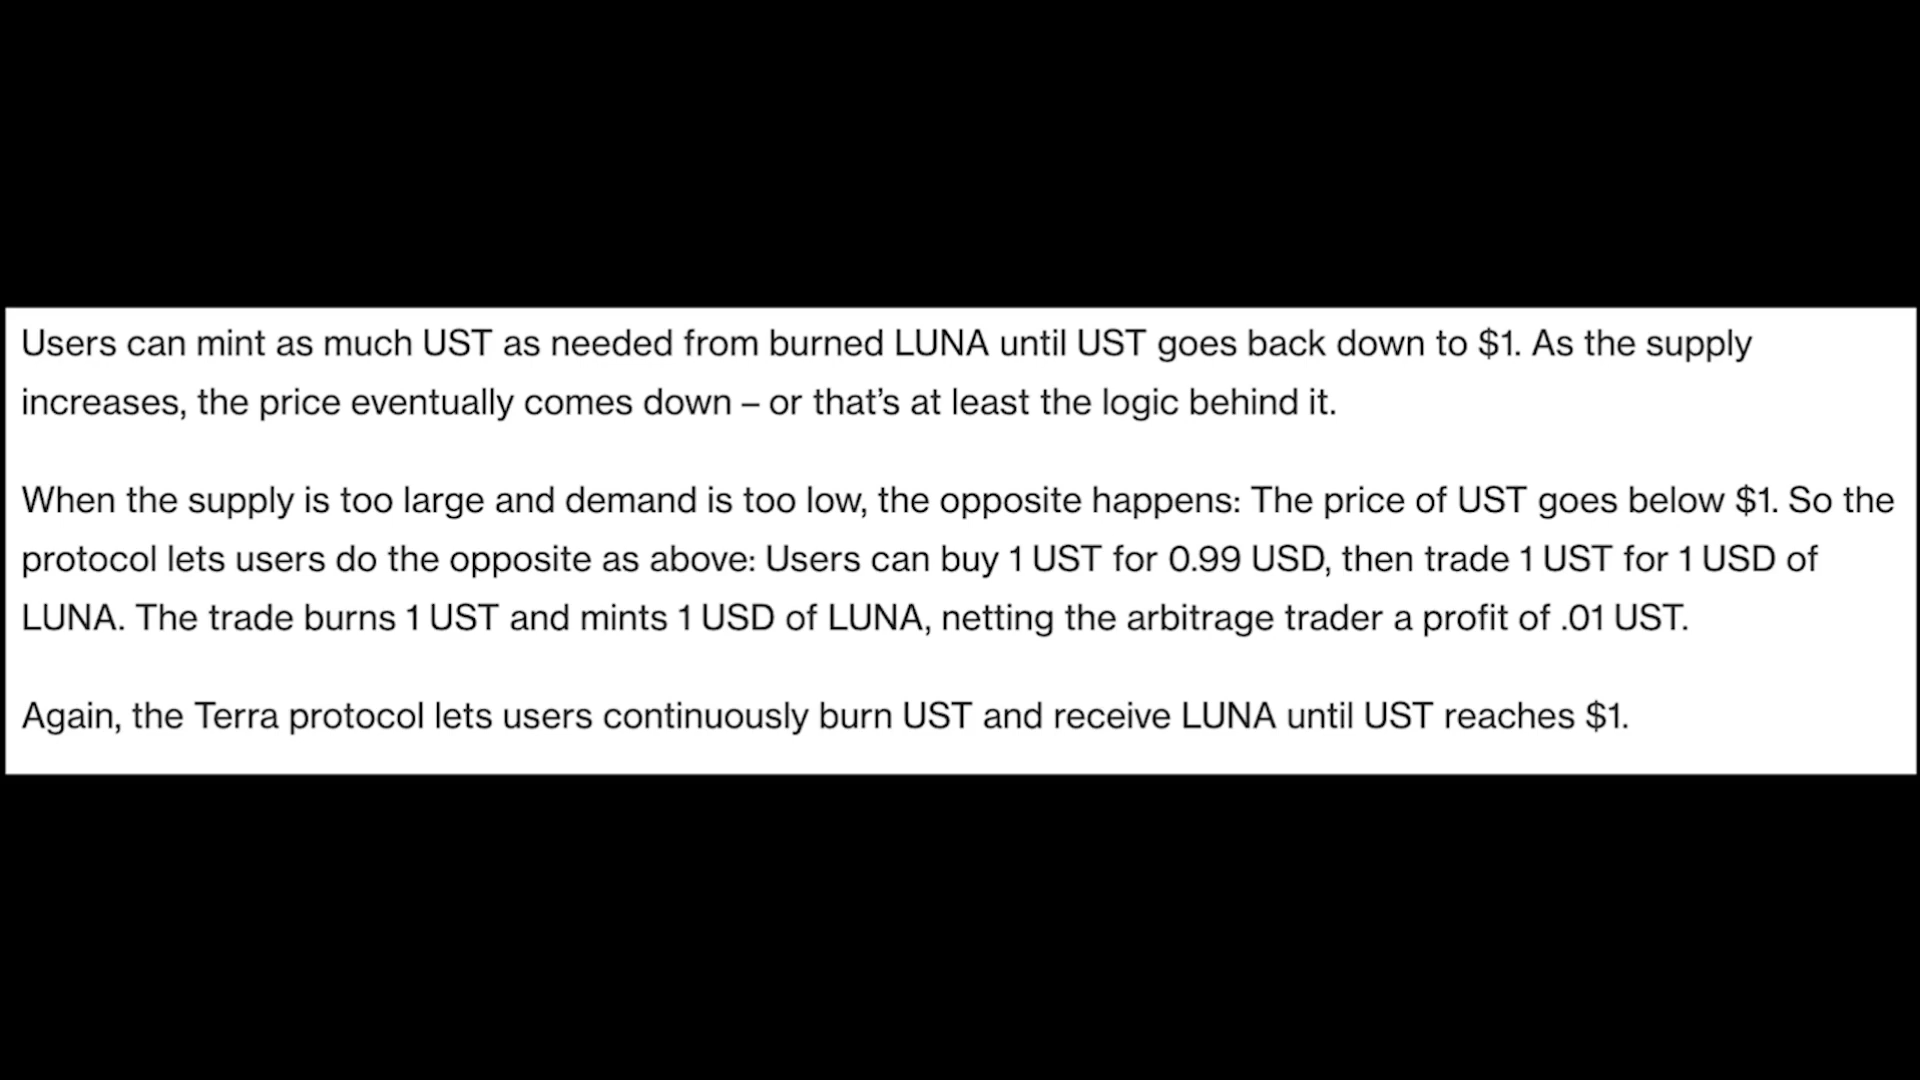 Users can mint as much UST as needed from burned LUNA until UST goes back down to $1. As the supply
increases, the price eventually comes down – or that’s at least the logic behind it.
When the supply is too large and demand is too low, the opposite happens: The price of UST goes below $1. So the
protocol lets users do the opposite as above: Users can buy 1 UST for 0.99 USD, then trade 1 UST for 1 USD of
LUNA. The trade burns 1 UST and mints 1 USD of LUNA, netting the arbitrage trader a profit of .01 UST.
Again, the Terra protocol lets users continuously burn UST and receive LUNA until UST reaches $1.